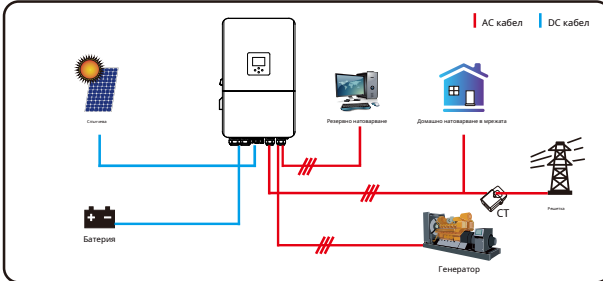 AC кабел
DC кабел
Слънчева
Резервно натоварване
Домашно натоварване в мрежата
Решетка
CT
Батерия
Генератор